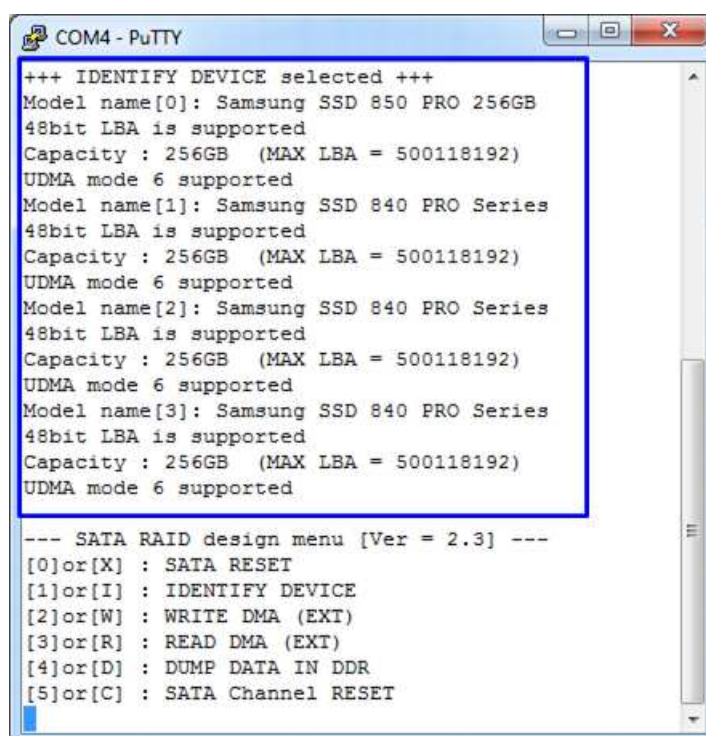 COM4 - PuTTY
+++ IDENTIFY DEVICE selected +++
Model name[0]: Samsung SSD 850 PRO 256GB
48bit LBA is supported
Capacity : 256GB  (MAX LBA = 500118192)
UDMA mode 6 supported
Model name[1]: Samsung SSD 840 PRO Series
48bit LBA is supported
Capacity : 256GB  (MAX LBA = 500118192)
UDMA mode 6 supported
Model name[2]: Samsung SSD 840 PRO Series
48bit LBA is supported
Capacity : 256GB  (MAX LBA = 500118192)
UDMA mode 6 supported
Model name[3]: Samsung SSD 840 PRO Series
48bit LBA is supported
Capacity : 256GB  (MAX LBA = 500118192)
UDMA mode 6 supported
--- SATA RAID design menu [Ver = 2.3] ---
[0]or[X] : SATA RESET
[1]or[I] : IDENTIFY DEVICE
[2]or[W] : WRITE DMA (EXT)
[3]or[R] : READ DMA (EXT)
[4]or[D] : DUMP DATA IN DDR
[5]or[C] : SATA Channel RESET